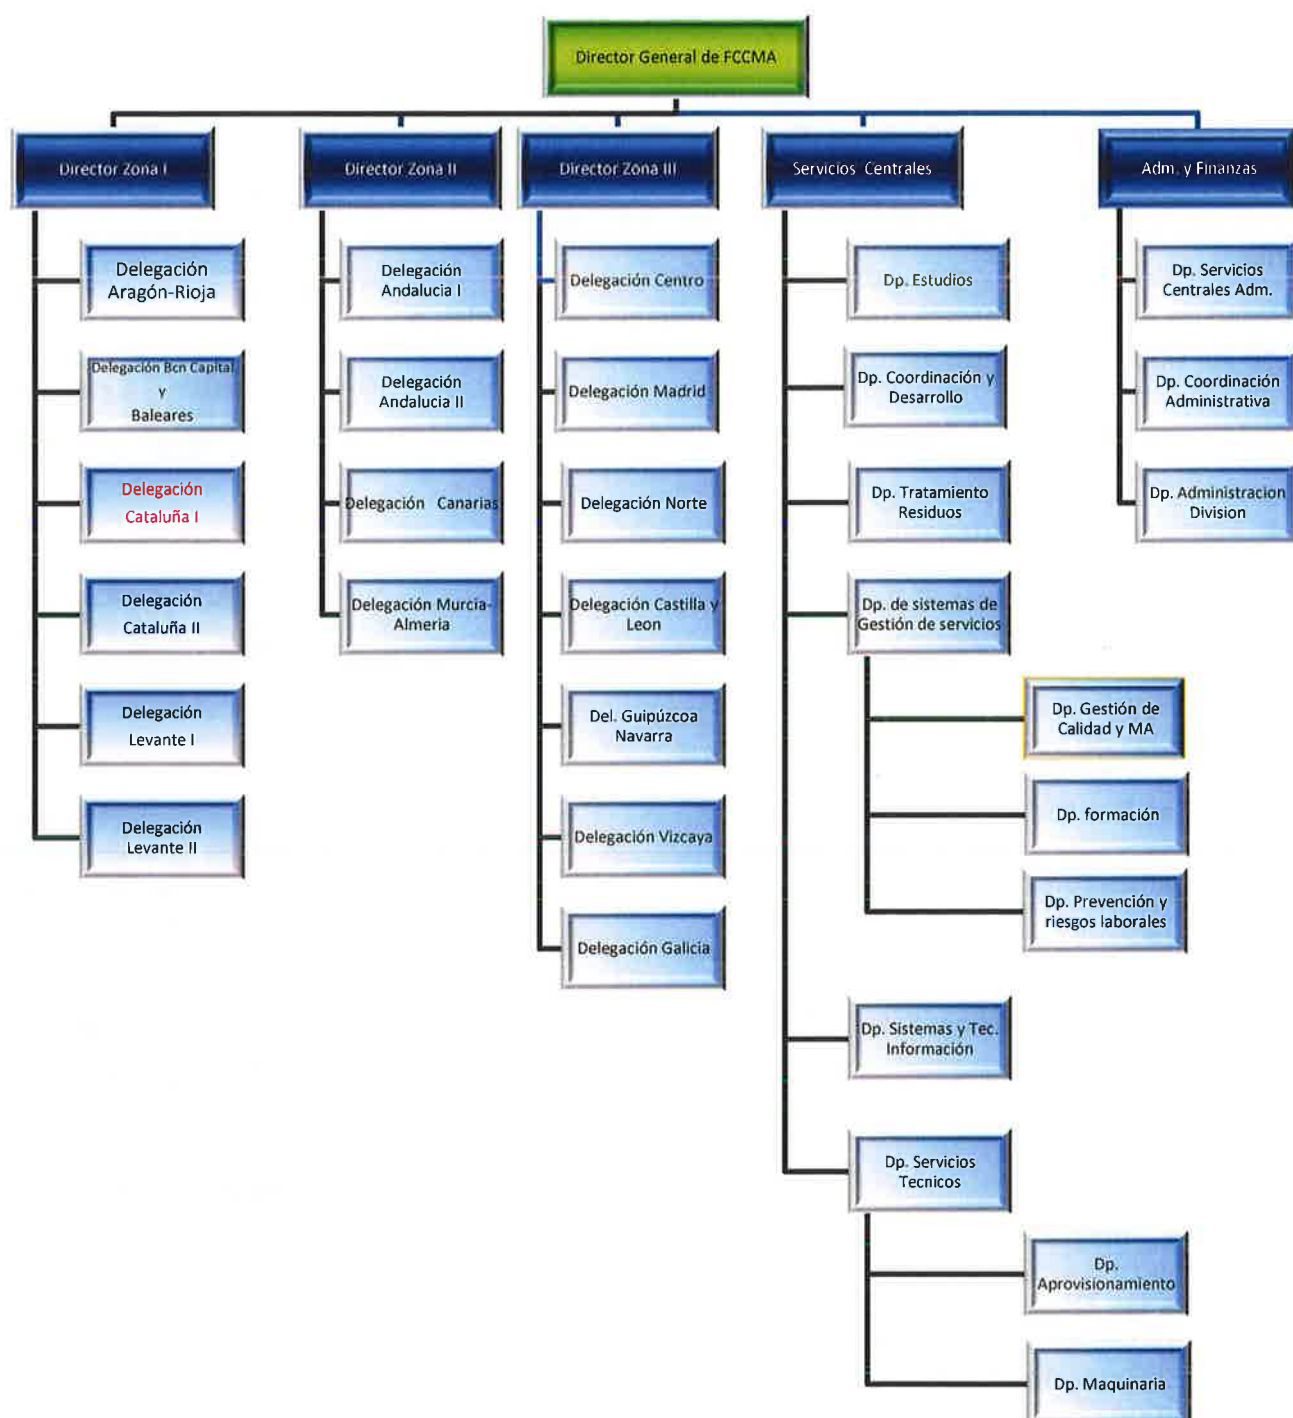 Director General de FCCMA
Director Zona I
Director Zona II
Director Zona III
Servicios Centrales
Adm. y Finanzas
Delegación
Aragón-Rioja
Delegación Bcn Capital
y
Baleares
Delegación
Cataluña I
Delegación
Cataluña II
Delegación
Levante I
Delegación
Levante II
Delegación
Andalucia I
Delegación
Andalucia II
Delegación Canarias
Delegación Murcia-
Almeria
Delegación Centro
Delegación Madrid
Delegación Norte
Delegación Castilla y
Leon
Del. Guipúzcoa
Navarra
Delegación Vizcaya
Delegación Galicia
Dp. Estudios
Dp. Coordinación y
Desarrollo
Dp. Tratamiento
Residuos
Dp. de sistemas de
Gestión de servicios
Dp. Gestión de
Calidad y MA
Dp. formación
Dp. Prevención y
riesgos laborales
Dp. Sistemas y Tec.
Información
Dp. Servicios
Tecnicos
Dp.
Aprovisionamiento
Dp. Maquinaria
Dp. Servicios
Centrales Adm.
Dp. Coordinación
Administrativa
Dp. Administracion
Division